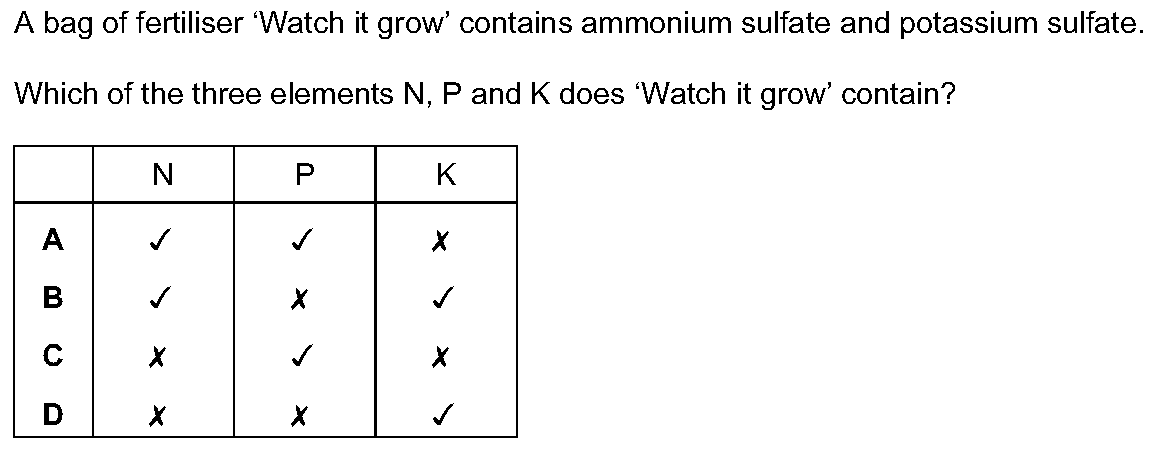 A bag of fertiliser ‘Watch it grow’ contains ammonium sulfate and potassium sulfate.
Which of the three elements N, P and K does ‘Watch it grow’ contain?
N P K
A ✓ ✓ ✗
B ✓ ✗ ✓
C ✗ ✓ ✗
D ✗ ✗ ✓